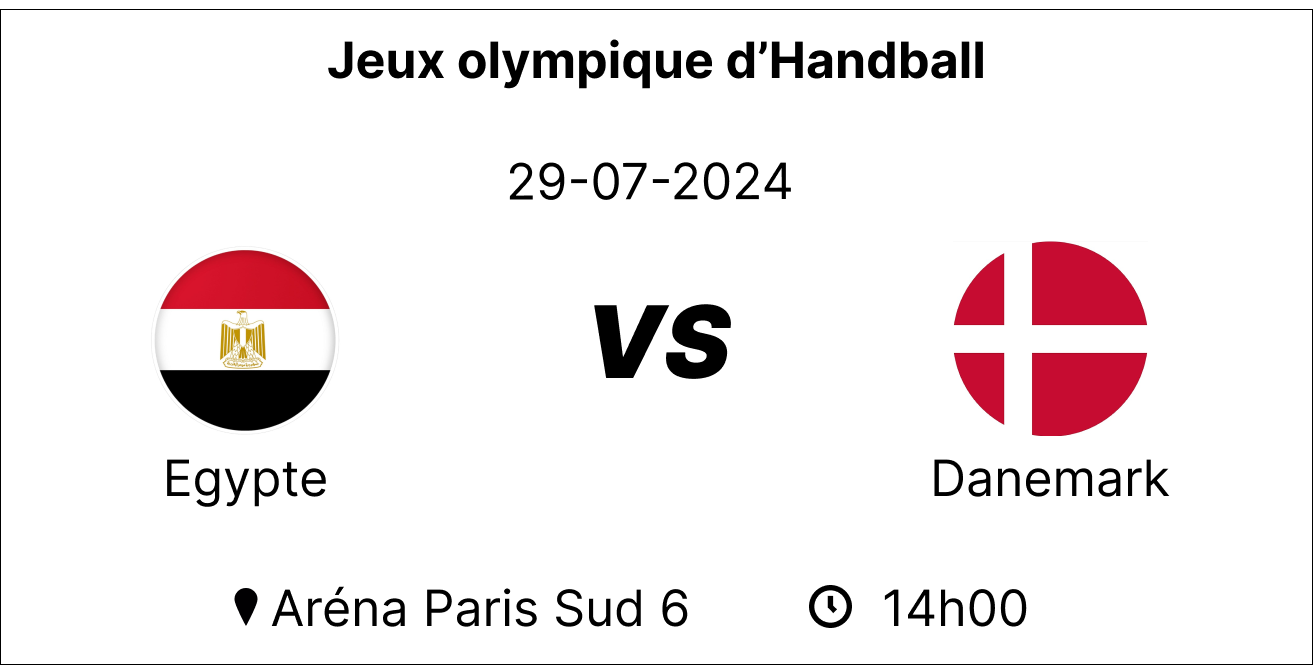 Jeux olympique d’Handball
29-07-2024
VS
Egypte
Danemark
Aréna Paris Sud 6
14h00